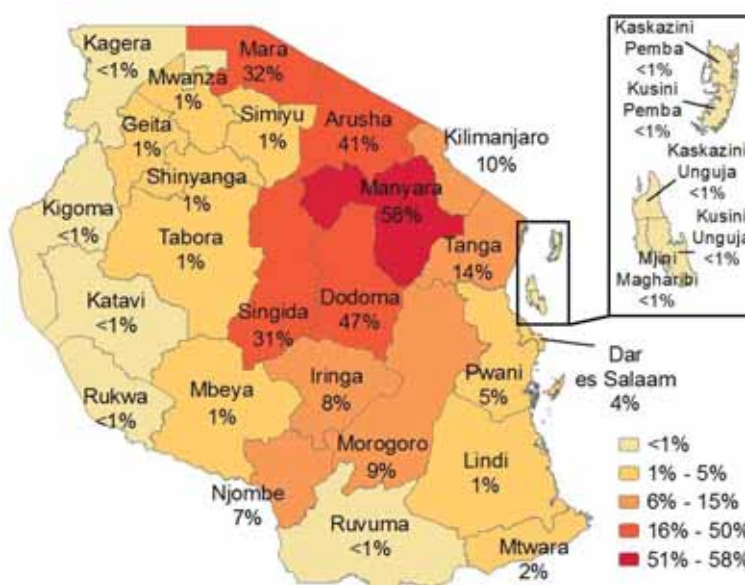 Kagera
<1%
Mara
32%
Mwanza
1%
Simiyu
1%
Geita
1%
Arusha
41%
Kilimanjaro
10%
Shinyanga
1%
Manyara
58%
Kigoma
<1%
Tabora
1%
Tanga
14%
Katavi
<1%
Singida
31%
Dodoma
47%
Rukwa
<1%
Mbeya
1%
Iringa
8%
Pwani
5%
Dar
es Salaam
4%
Morogoro
9%
Lindi
1%
Njombe
7%
Ruvuma
<1%
Mtwara
2%
Kaskazini
Pemba
<1%
Kusini
Pemba
<1%
Kaskazini
Unguja
<1%
Kusini
Unguja
<1%
Mjini
Magharibi
<1%
<1%
1% - 5%
6% - 15%
16% - 50%
51% - 58%